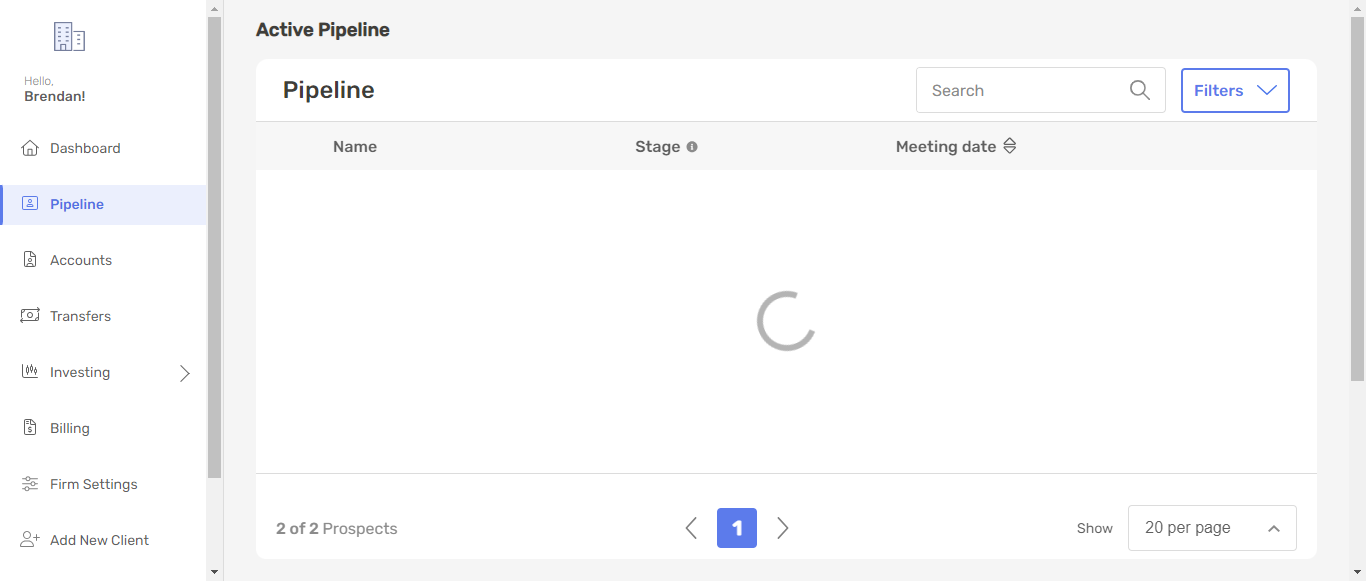 Hello,
Brendan!
Dashboard
Pipeline
Accounts
Transfers
Investing
Billing
Firm Settings
Add New Client
Active Pipeline
Pipeline
Search
Filters
Name Stage Meeting date
2 of 2 Prospects
1
Show
20 per page